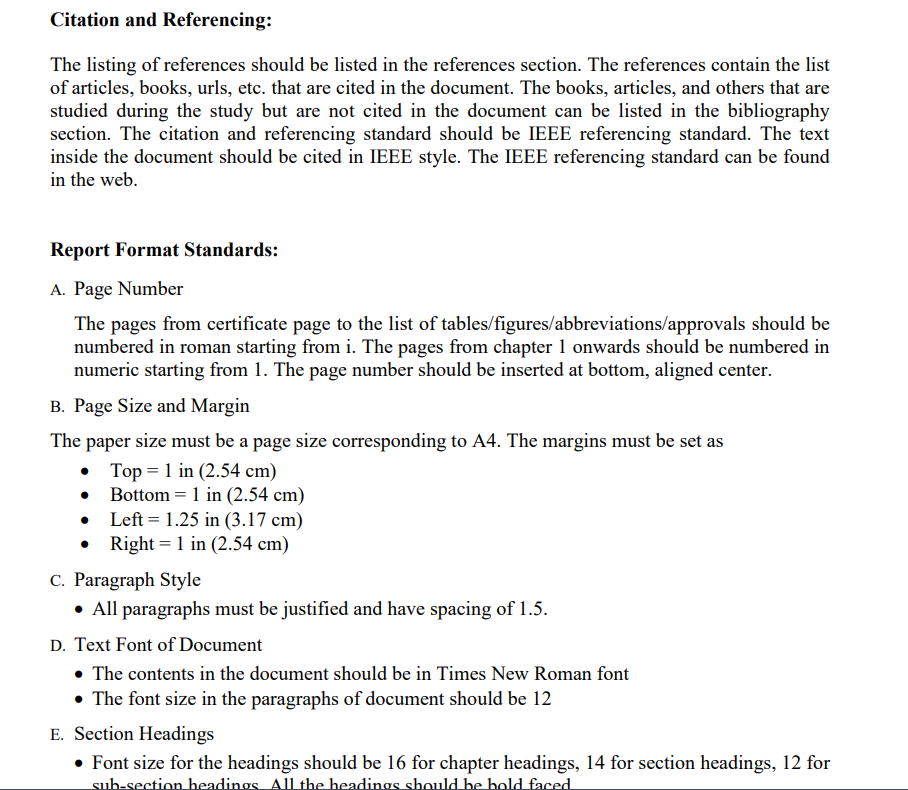 Citation and Referencing:
The listing of references should be listed in the references section. The references contain the list
of articles, books, urls, etc. that are cited in the document. The books, articles, and others that are
studied during the study but are not cited in the document can be listed in the bibliography
section. The citation and referencing standard should be IEEE referencing standard. The text
inside the document should be cited in IEEE style. The IEEE referencing standard can be found
in the web.
Report Format Standards:
A. Page Number
The pages from certificate page to the list of tables/figures/abbreviations/approvals should be
numbered in roman starting from i. The pages from chapter 1 onwards should be numbered in
numeric starting from 1. The page number should be inserted at bottom, aligned center.
B. Page Size and Margin
The paper size must be a page size corresponding to A4. The margins must be set as
• Top = 1 in (2.54 cm)
• Bottom = 1 in (2.54 cm)
• Left = 1.25 in (3.17 cm)
• Right = 1 in (2.54 cm)
C. Paragraph Style
• All paragraphs must be justified and have spacing of 1.5.
D. Text Font of Document
• The contents in the document should be in Times New Roman font
• The font size in the paragraphs of document should be 12
E. Section Headings
• Font size for the headings should be 16 for chapter headings, 14 for section headings, 12 for
sub-section headings. All the headings should be bold faced